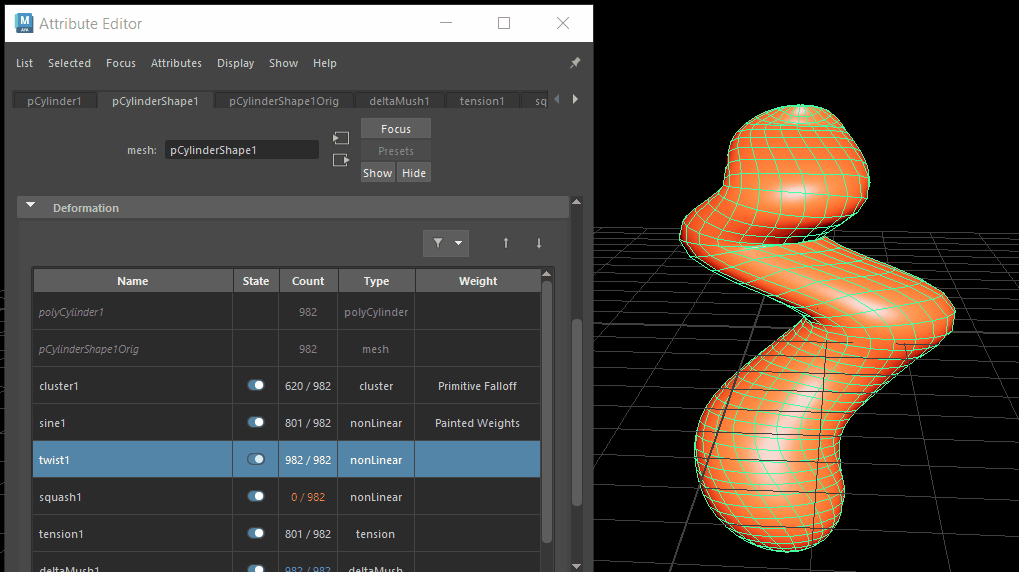 M
Attribute Editor
List Selected Focus Attributes Display Show Help
pCylinder1 pCylinderShape1 pCylinderShape1Orig deltaMush1 tension1 sq
Focus
mesh: pCylinderShape1
Presets
Show Hide
Deformation
Name State Count Type Weight
polyCylinder1 982 polyCylinder
pCylinderShape1Orig 982 mesh
cluster1 620 / 982 cluster Primitive Falloff
sine1 801 / 982 nonLinear Painted Weights
twist1 982 / 982 nonLinear
squash1 0 / 982 nonLinear
tension1 801 / 982 tension
deltaMush1 982 / 982 deltaMush